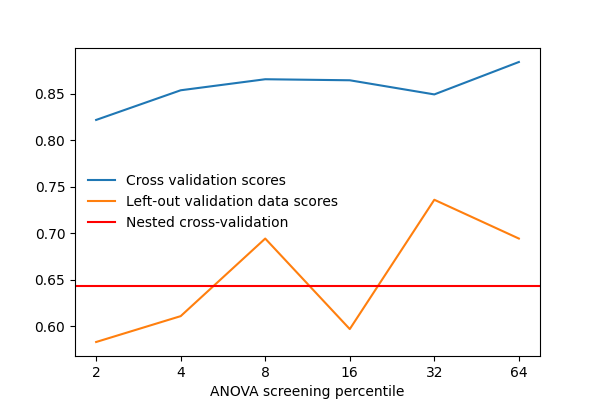 0.85
0.80
0.75
0.70
0.65
0.60
Cross validation scores
Left-out validation data scores
Nested cross-validation
2 4 8 16 32 64
ANOVA screening percentile